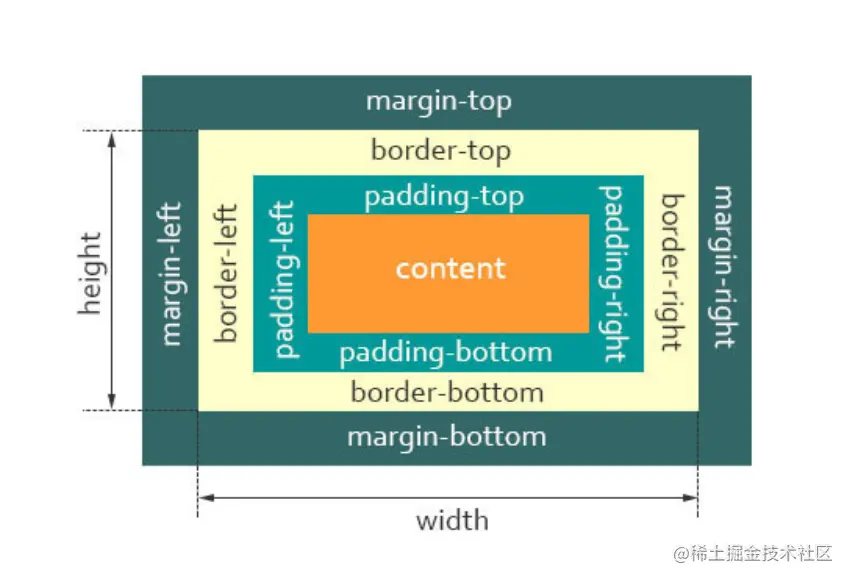 margin-top
border-top
padding-top
margin-left
border-left
padding-left
content
padding-right
border-right
margin-right
height
padding-bottom
border-bottom
margin-bottom
width
@稀土掘金技术社区